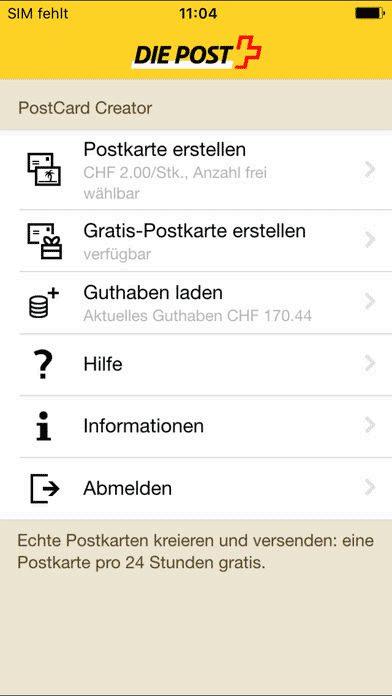 SIM fehlt 11:04
DIE POST
PostCard Creator
Postkarte erstellen
CHF 2.00/Stk., Anzahl frei
wählbar
Gratis-Postkarte erstellen
verfügbar
Guthaben laden
Aktuelles Guthaben CHF 170.44
Hilfe
Informationen
Abmelden
Echte Postkarten kreieren und versenden: eine
Postkarte pro 24 Stunden gratis.